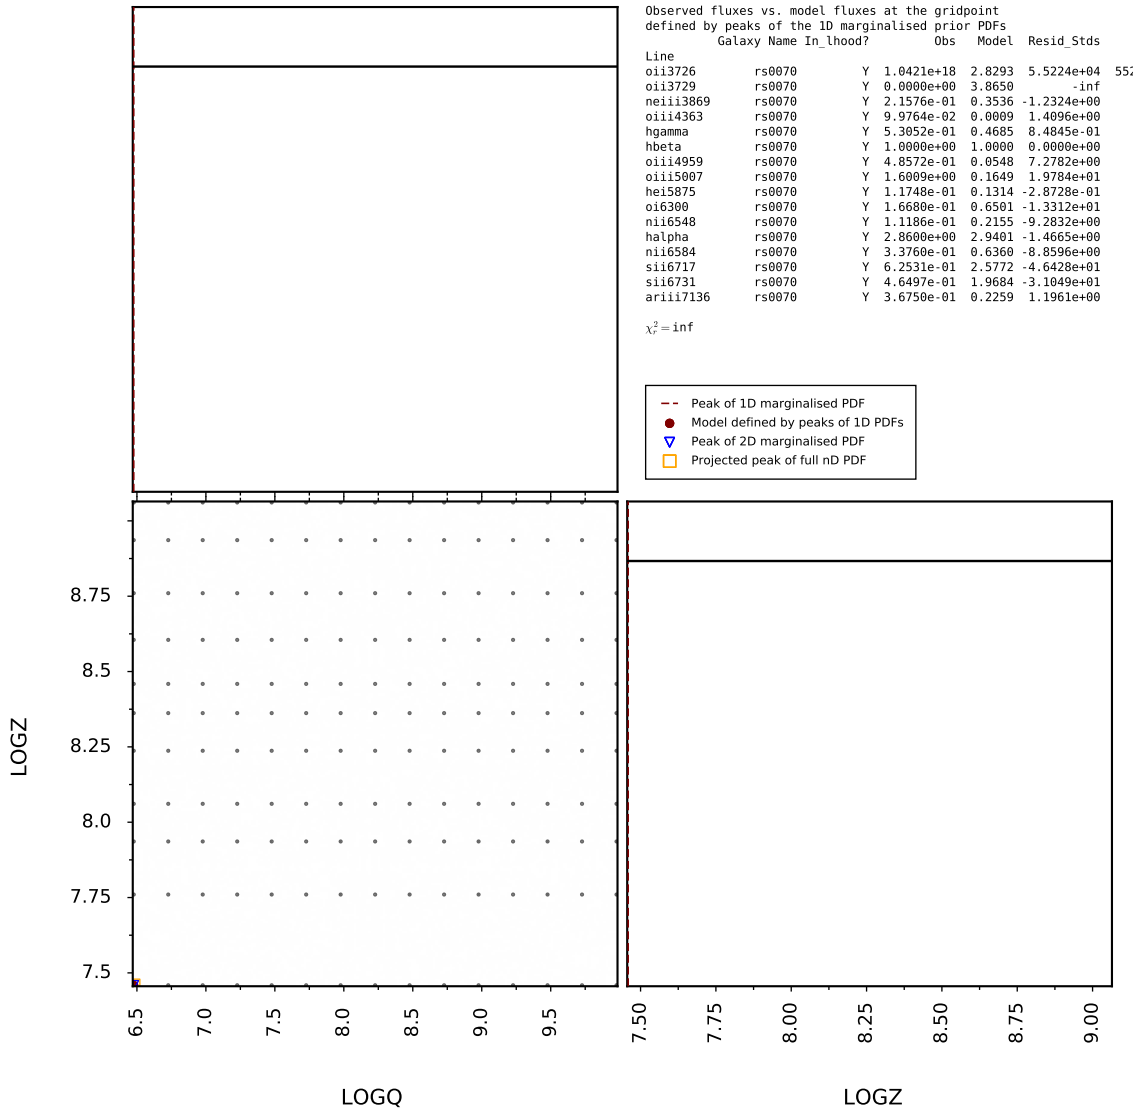 Observed fluxes vs. model fluxes at the gridpoint
defined by peaks of the 1D marginalised prior PDFs
Galaxy Name In_lhood? Obs Model Resid_Stds
Line
oii3726 rs0070 Y 1.0421e+18 2.8293 5.5224e+04 552
oii3729 rs0070 Y 0.0000e+00 3.8650 -inf
neiii3869 rs0070 Y 2.1576e-01 0.3536 -1.2324e+00
oiii4363 rs0070 Y 9.9764e-02 0.0009 1.4096e+00
hgamma rs0070 Y 5.3052e-01 0.4685 8.4845e-01
hbeta rs0070 Y 1.0000e+00 1.0000 0.0000e+00
oiii4959 rs0070 Y 4.8572e-01 0.0548 7.2782e+00
oiii5007 rs0070 Y 1.6009e+00 0.1649 1.9784e+01
hei5875 rs0070 Y 1.1748e-01 0.1314 -2.8728e-01
oi6300 rs0070 Y 1.6680e-01 0.6501 -1.3312e+01
nii6548 rs0070 Y 1.1186e-01 0.2155 -9.2832e+00
halpha rs0070 Y 2.8600e+00 2.9401 -1.4665e+00
nii6584 rs0070 Y 3.3760e-01 0.6360 -8.8596e+00
sii6717 rs0070 Y 6.2531e-01 2.5772 -4.6428e+01
sii6731 rs0070 Y 4.6497e-01 1.9684 -3.1049e+01
ariii7136 rs0070 Y 3.6750e-01 0.2259 1.1961e+00
χ²ᵣ = inf
Peak of 1D marginalised PDF
Model defined by peaks of 1D PDFs
Peak of 2D marginalised PDF
Projected peak of full nD PDF
8.75
8.5
8.25
8.0
7.75
7.5
LOGZ
6.5 7.0 7.5 8.0 8.5 9.0 9.5
LOGQ
7.50 7.75 8.00 8.25 8.50 8.75 9.00
LOGZ